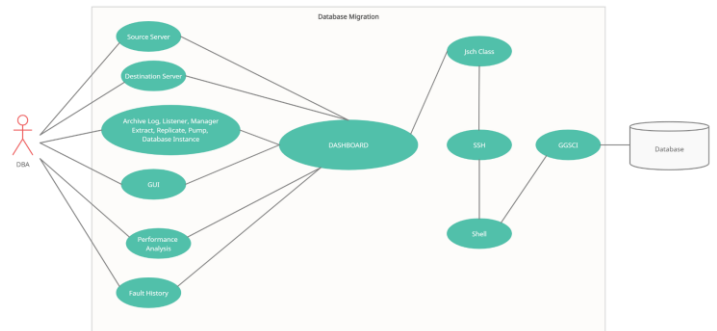 Database Migration
Source Server
Jsch Class
Destination Server
Archive Log, Listener, Manager
Extract, Replicate, Pump,
Database Instance
DASHBOARD
SSH
GGSCI
Database
DBA
GUI
Shell
Performance
Analysis
Fault History